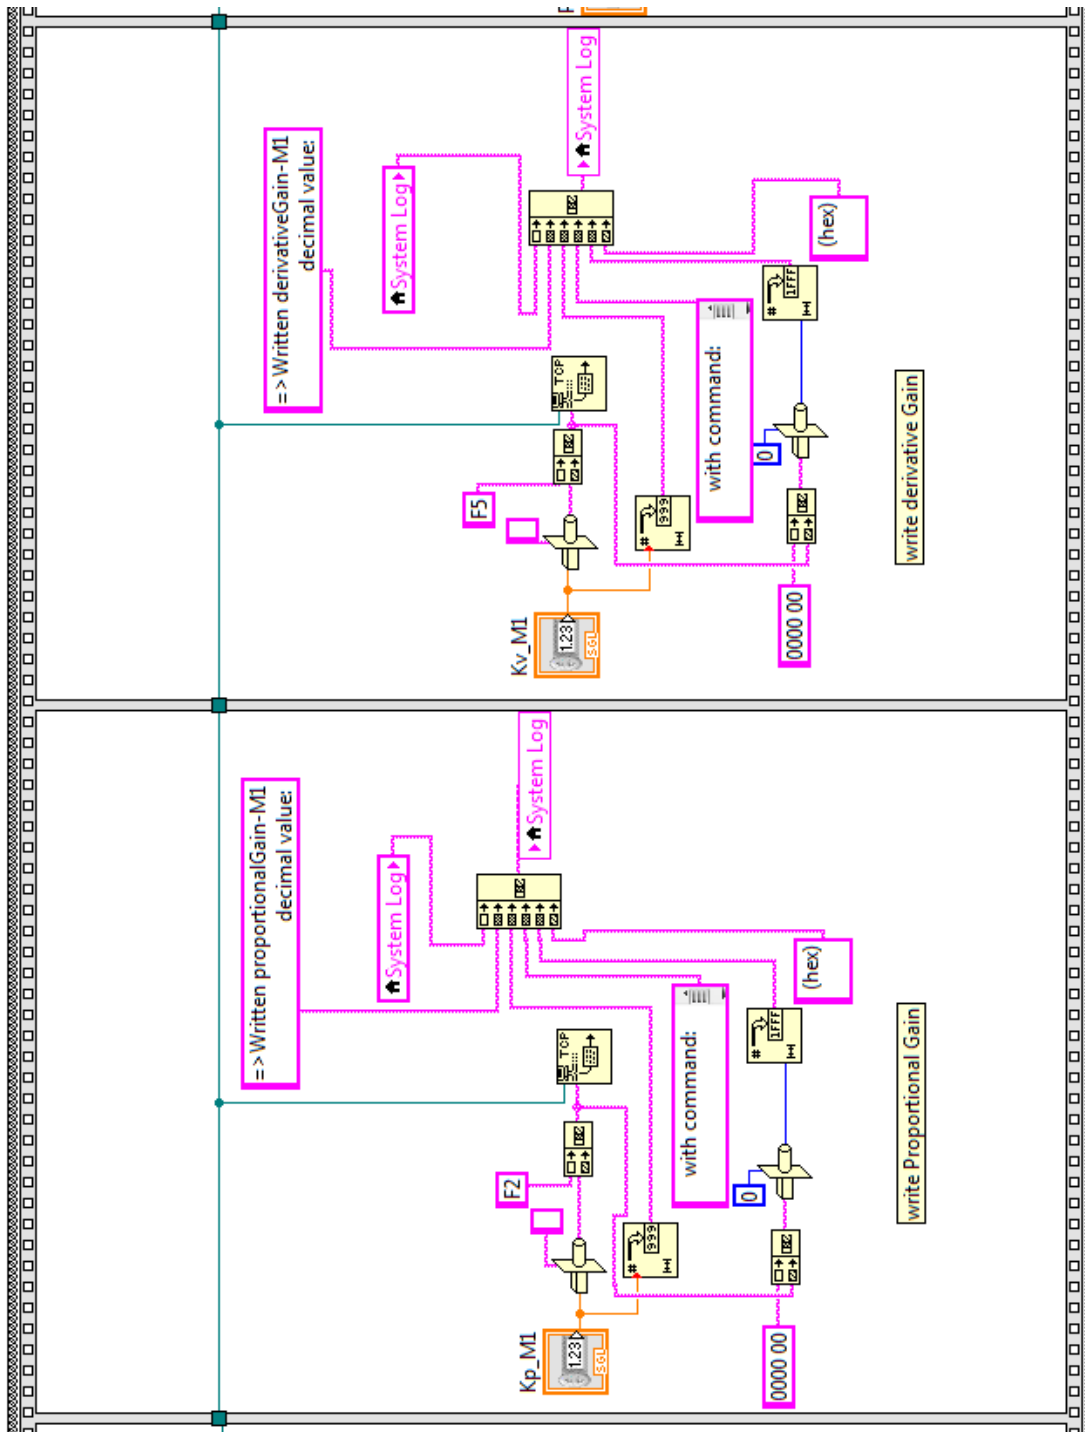 Kp_M1
1.23
SGL
F2
TCP
# 999
=>Written proportionalGain-M1
decimal value:
System Log
System Log
with command:
0
0000 00
# 1FFF
(hex)
write Proportional Gain
Kv_M1
1.23
SGL
F5
TCP
# 999
=>Written derivativeGain-M1
decimal value:
System Log
System Log
with command:
0
0000 00
# 1FFF
(hex)
write derivative Gain